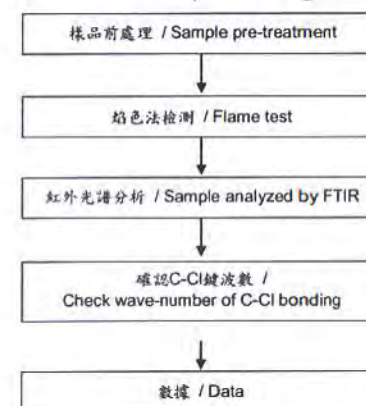 樣品前處理 / Sample pre-treatment
焰色法檢測 / Flame test
紅外光譜分析 / Sample analyzed by FTIR
確認C-Cl鍵波數 /
Check wave-number of C-Cl bonding
數據 / Data